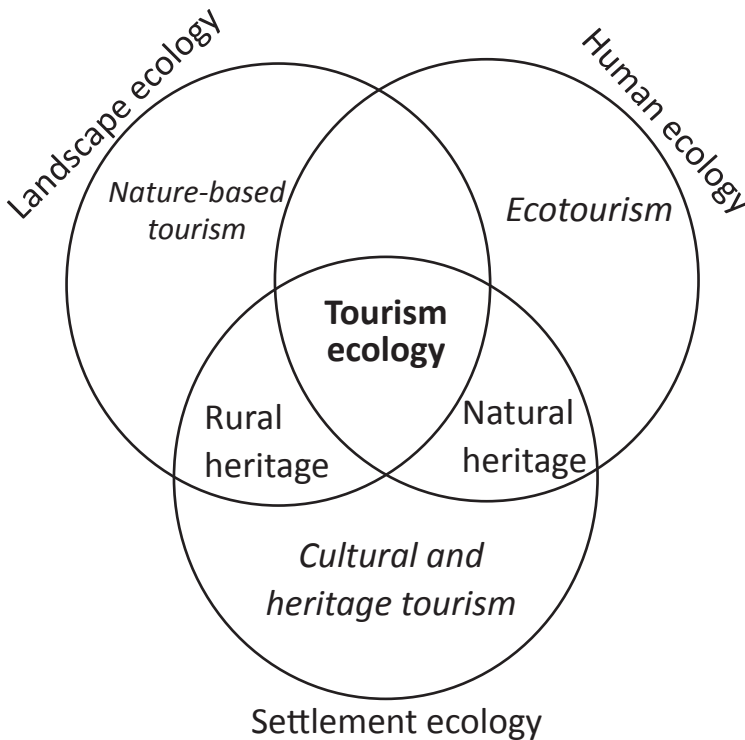 Landscape ecology
Human ecology
Nature-based
tourism
Ecotourism
Tourism
ecology
Rural
heritage
Natural
heritage
Cultural and
heritage tourism
Settlement ecology